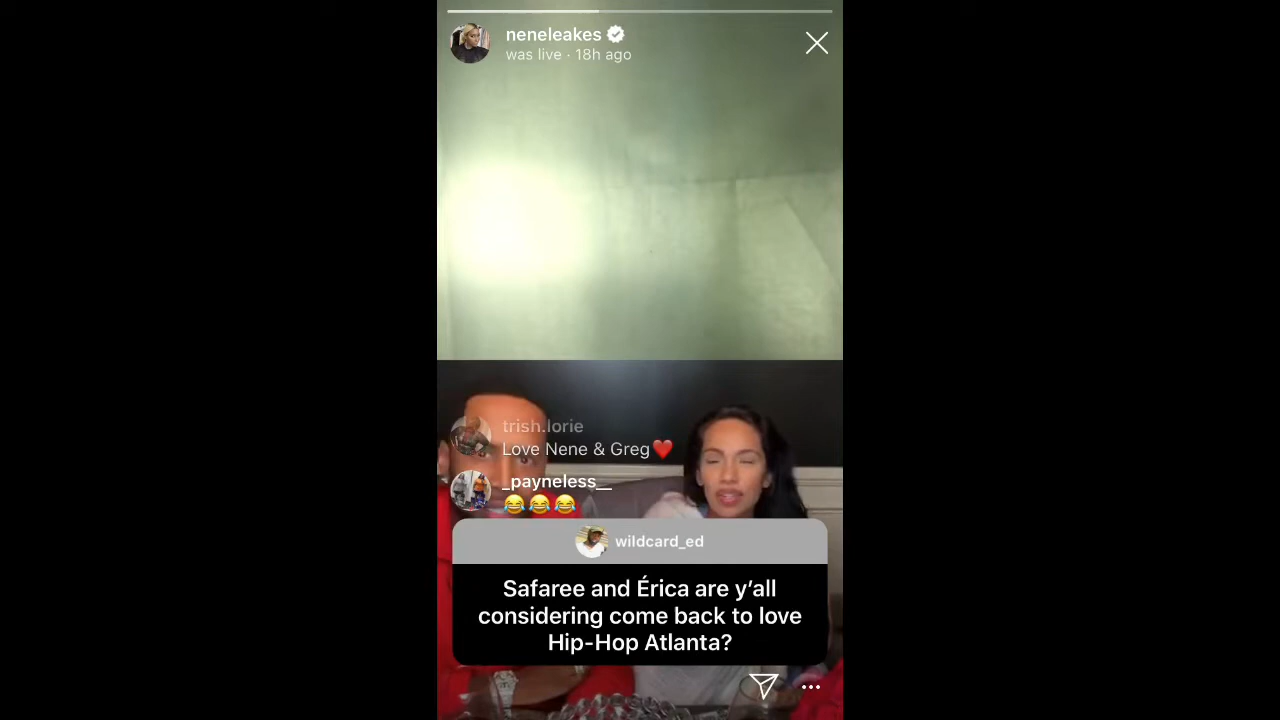 neneleakes
was live · 18h ago
trish.lorie
Love Nene & Greg❤️
_payneless__
😂😂😂
wildcard_ed
Safaree and Érica are y‘all
considering come back to love
Hip-Hop Atlanta?